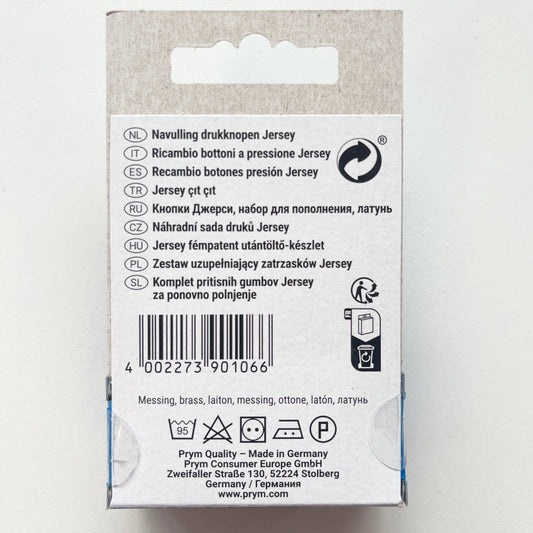 NL Navulling drukknopen Jersey
IT Ricambio bottoni a pressione Jersey
ES Recambio botones presión Jersey
TR Jersey çıt çıt
RU Кнопки Джерси, набор для пополнения, латунь
CZ Náhradní sada druků Jersey
HU Jersey fémpatent utántöltő-készlet
PL Zestaw uzupełniający zatrzasków Jersey
SL Komplet pritisnih gumbov Jersey
za ponovno polnjenje
®
R
4 002273 901066
Messing, brass, laiton, messing, ottone, latón, латунь
95 P
Prym Quality – Made in Germany
Prym Consumer Europe GmbH
Zweifaller Straße 130, 52224 Stolberg
Germany / Германия
www.prym.com